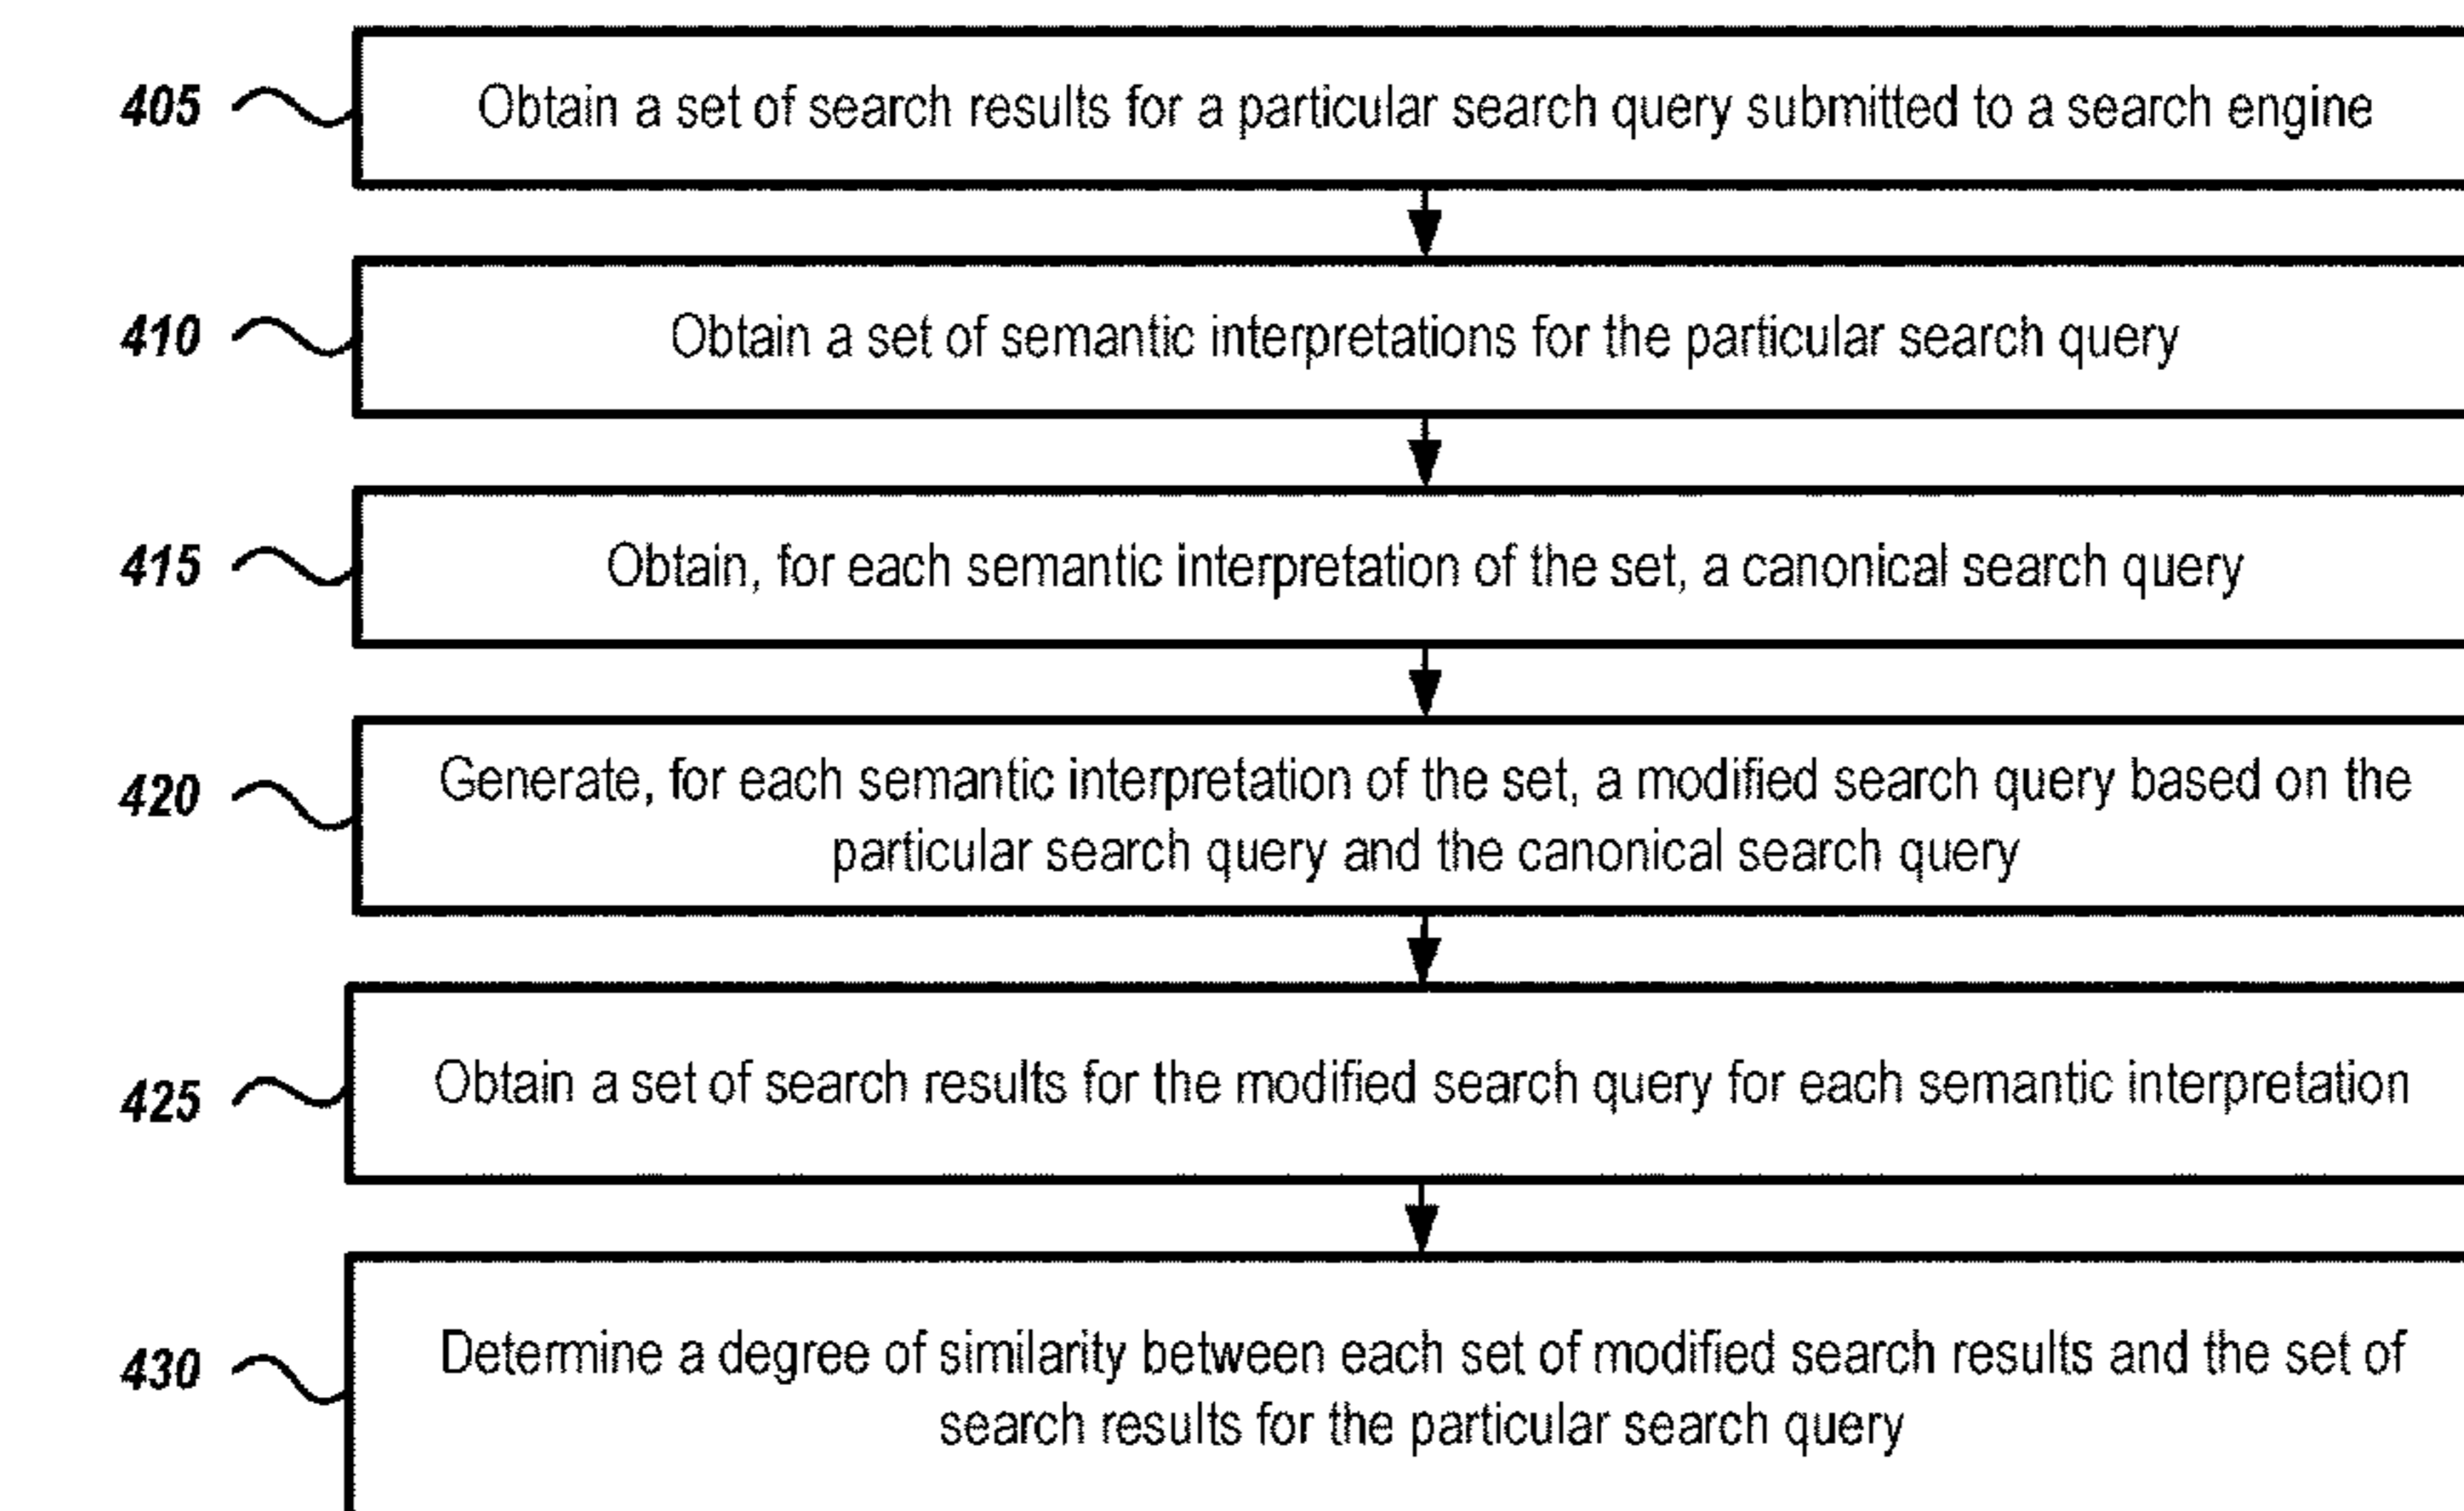 405 Obtain a set of search results for a particular search query submitted to a search engine
410 Obtain a set of semantic interpretations for the particular search query
415 Obtain, for each semantic interpretation of the set, a canonical search query
420 Generate, for each semantic interpretation of the set, a modified search query based on the
particular search query and the canonical search query
425 Obtain a set of search results for the modified search query for each semantic interpretation
430 Determine a degree of similarity between each set of modified search results and the set of
search results for the particular search query